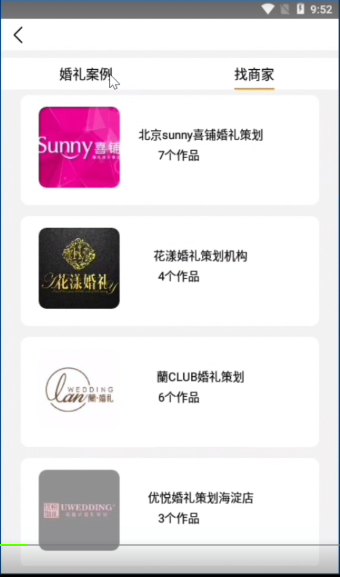 9:52
婚礼案例
找商家
Sunny喜铺
北京sunny喜铺婚礼策划
7个作品
花漾婚礼
花漾婚礼策划机构
4个作品
WEDDING
lan 蘭·婚礼
蘭CLUB婚礼策划
6个作品
UWEDDING
优悦婚礼策划海淀店
3个作品